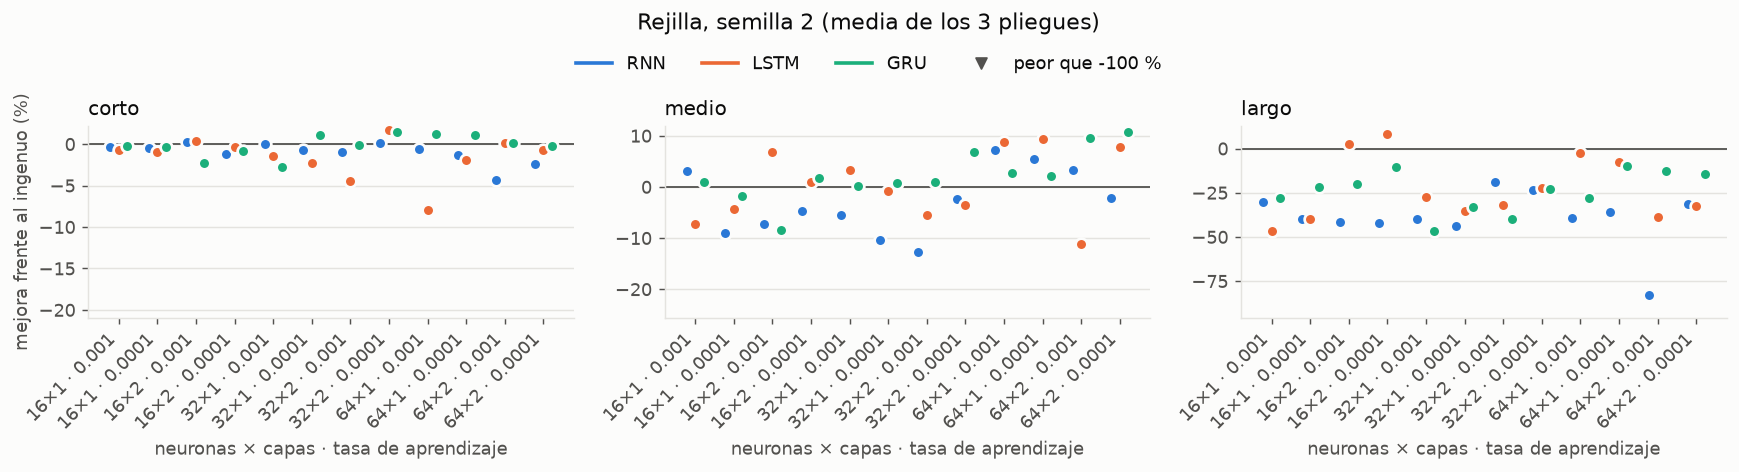 Rejilla, semilla 2 (media de los 3 pliegues)
RNN LSTM GRU peor que -100 %
corto
mejora frente al ingenuo (%)
0
−5
−10
−15
−20
16×1 · 0.001
16×1 · 0.0001
16×2 · 0.001
16×2 · 0.0001
32×1 · 0.001
32×1 · 0.0001
32×2 · 0.001
32×2 · 0.0001
64×1 · 0.001
64×1 · 0.0001
64×2 · 0.001
64×2 · 0.0001
neuronas × capas · tasa de aprendizaje
medio
10
0
−10
−20
16×1 · 0.001
16×1 · 0.0001
16×2 · 0.001
16×2 · 0.0001
32×1 · 0.001
32×1 · 0.0001
32×2 · 0.001
32×2 · 0.0001
64×1 · 0.001
64×1 · 0.0001
64×2 · 0.001
64×2 · 0.0001
neuronas × capas · tasa de aprendizaje
largo
0
−25
−50
−75
16×1 · 0.001
16×1 · 0.0001
16×2 · 0.001
16×2 · 0.0001
32×1 · 0.001
32×1 · 0.0001
32×2 · 0.001
32×2 · 0.0001
64×1 · 0.001
64×1 · 0.0001
64×2 · 0.001
64×2 · 0.0001
neuronas × capas · tasa de aprendizaje